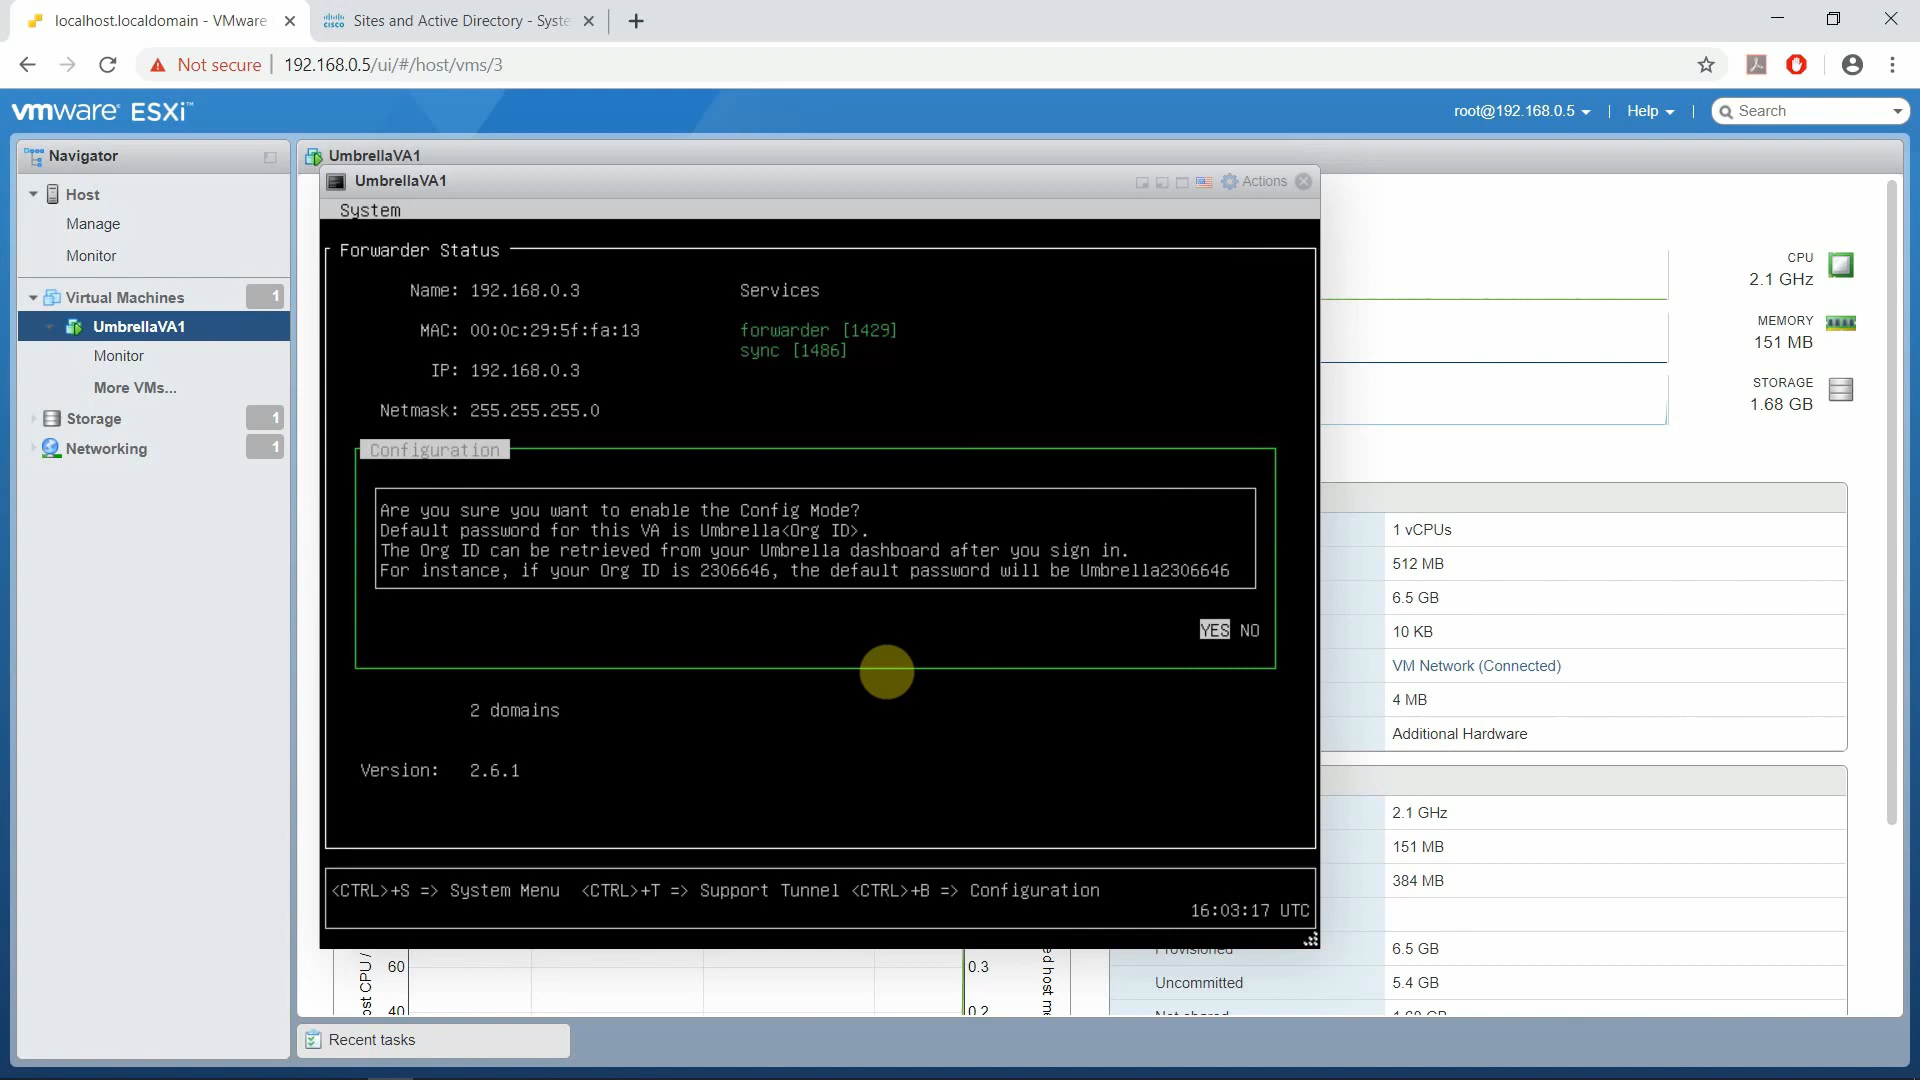 localhost.localdomain - VMware
Sites and Active Directory - Syste
Not secure
192.168.0.5/ui/#/host/vms/3
vmware ESXi™
root@192.168.0.5
Help
Search
Navigator
Host
Manage
Monitor
Virtual Machines
1
UmbrellaVA1
Monitor
More VMs...
Storage
1
Networking
1
UmbrellaVA1
UmbrellaVA1
Actions
System
Forwarder Status
Name: 192.168.0.3
Services
MAC: 00:0c:29:5f:fa:13
forwarder [1429]
sync [1486]
IP: 192.168.0.3
Netmask: 255.255.255.0
Configuration
Are you sure you want to enable the Config Mode?
Default password for this VA is Umbrella<Org ID>.
The Org ID can be retrieved from your Umbrella dashboard after you sign in.
For instance, if your Org ID is 2306646, the default password will be Umbrella2306646
YES NO
2 domains
Version: 2.6.1
<CTRL>+S => System Menu <CTRL>+T => Support Tunnel <CTRL>+B => Configuration
16:03:17 UTC
CPU
2.1 GHz
MEMORY
151 MB
STORAGE
1.68 GB
1 vCPUs
512 MB
6.5 GB
10 KB
VM Network (Connected)
4 MB
Additional Hardware
2.1 GHz
151 MB
384 MB
Provisioned
6.5 GB
Uncommitted
5.4 GB
60
40
0.3
0.2
Recent tasks